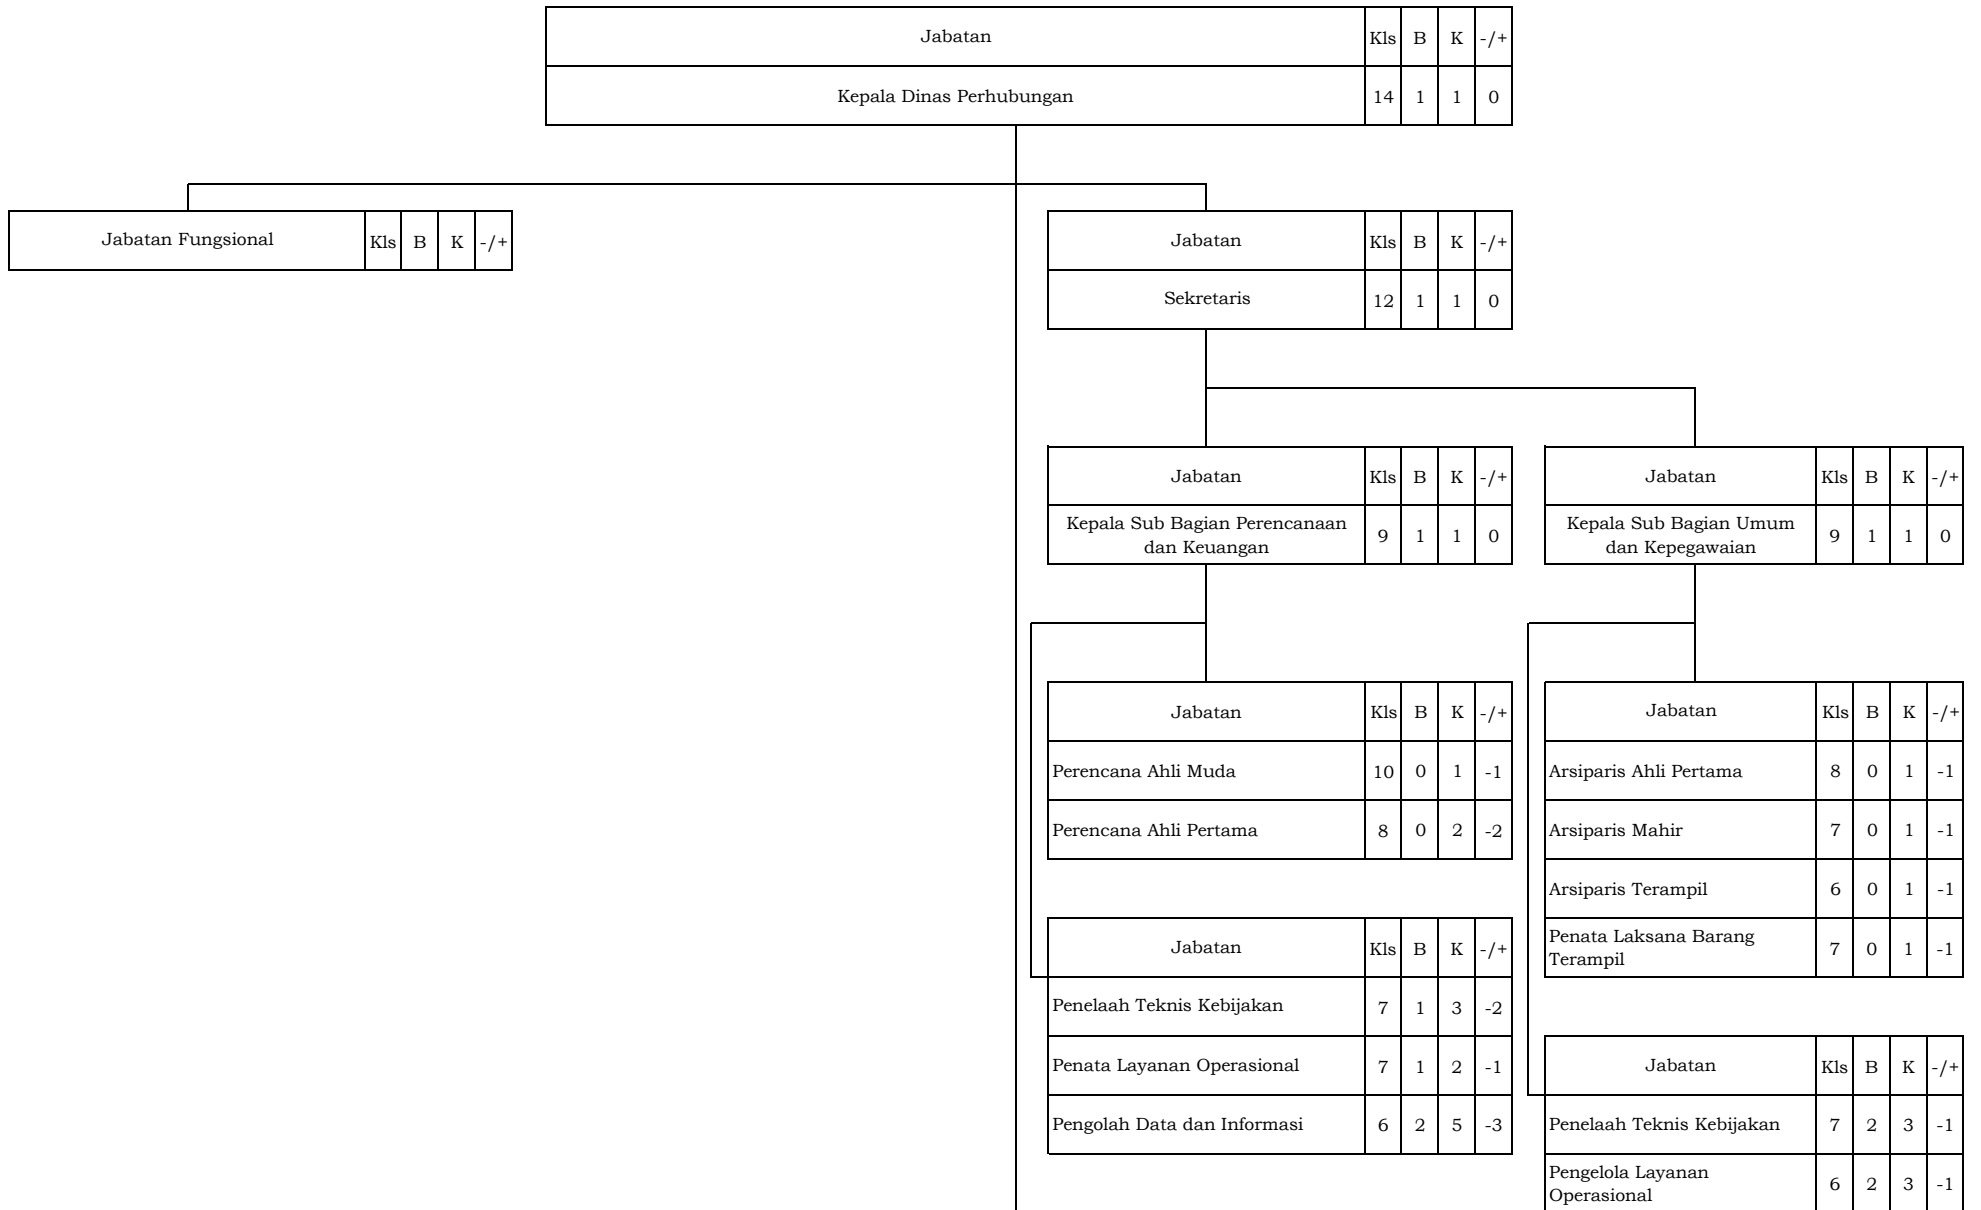 Jabatan Kls B K -/+
Kepala Dinas Perhubungan 14 1 1 0
Jabatan Fungsional Kls B K -/+
Jabatan Kls B K -/+
Sekretaris 12 1 1 0
Jabatan Kls B K -/+
Kepala Sub Bagian Perencanaan
dan Keuangan 9 1 1 0
Jabatan Kls B K -/+
Kepala Sub Bagian Umum
dan Kepegawaian 9 1 1 0
Jabatan Kls B K -/+
Perencana Ahli Muda 10 0 1 -1
Perencana Ahli Pertama 8 0 2 -2
Jabatan Kls B K -/+
Penelaah Teknis Kebijakan 7 1 3 -2
Penata Layanan Operasional 7 1 2 -1
Pengolah Data dan Informasi 6 2 5 -3
Jabatan Kls B K -/+
Arsiparis Ahli Pertama 8 0 1 -1
Arsiparis Mahir 7 0 1 -1
Arsiparis Terampil 6 0 1 -1
Penata Laksana Barang
Terampil 7 0 1 -1
Jabatan Kls B K -/+
Penelaah Teknis Kebijakan 7 2 3 -1
Pengelola Layanan
Operasional 6 2 3 -1